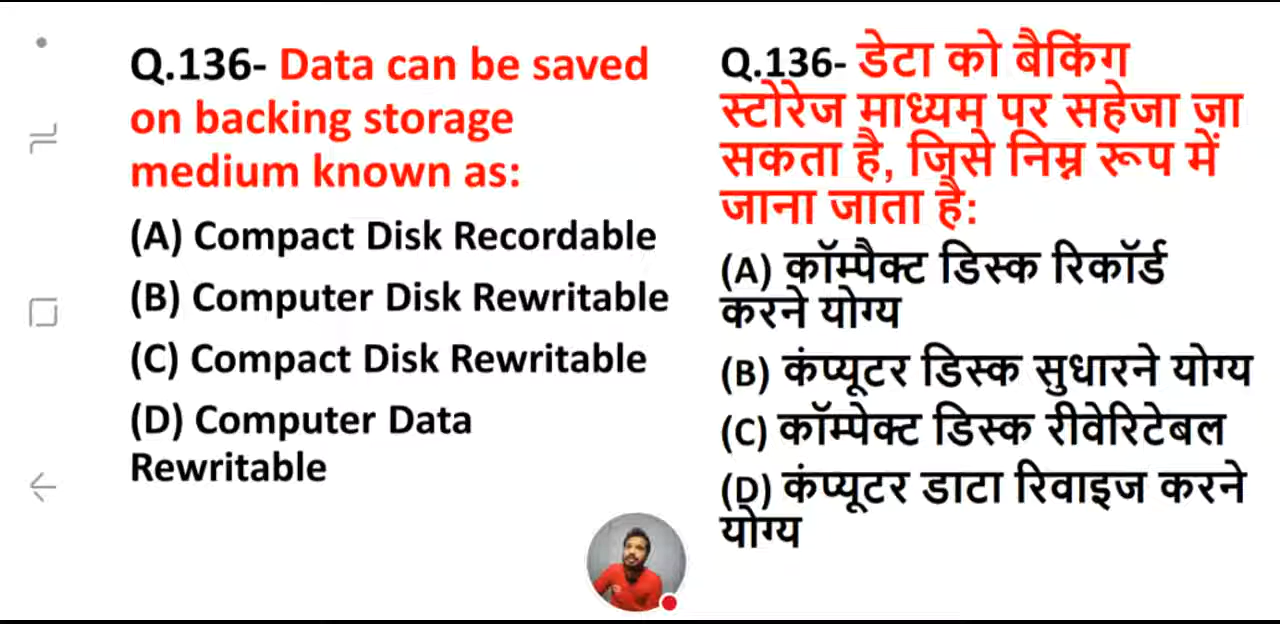 Q.136- Data can be saved
on backing storage
medium known as:
(A) Compact Disk Recordable
(B) Computer Disk Rewritable
(C) Compact Disk Rewritable
(D) Computer Data
Rewritable
Q.136- डेटा को बैकिंग
स्टोरेज माध्यम पर सहेजा जा
सकता है, जिसे निम्न रूप में
जाना जाता है:
(A) कॉम्पैक्ट डिस्क रिकॉर्ड
करने योग्य
(B) कंप्यूटर डिस्क सुधारने योग्य
(C) कॉम्पेक्ट डिस्क रीवेरिटेबल
(D) कंप्यूटर डाटा रिवाइज करने
योग्य